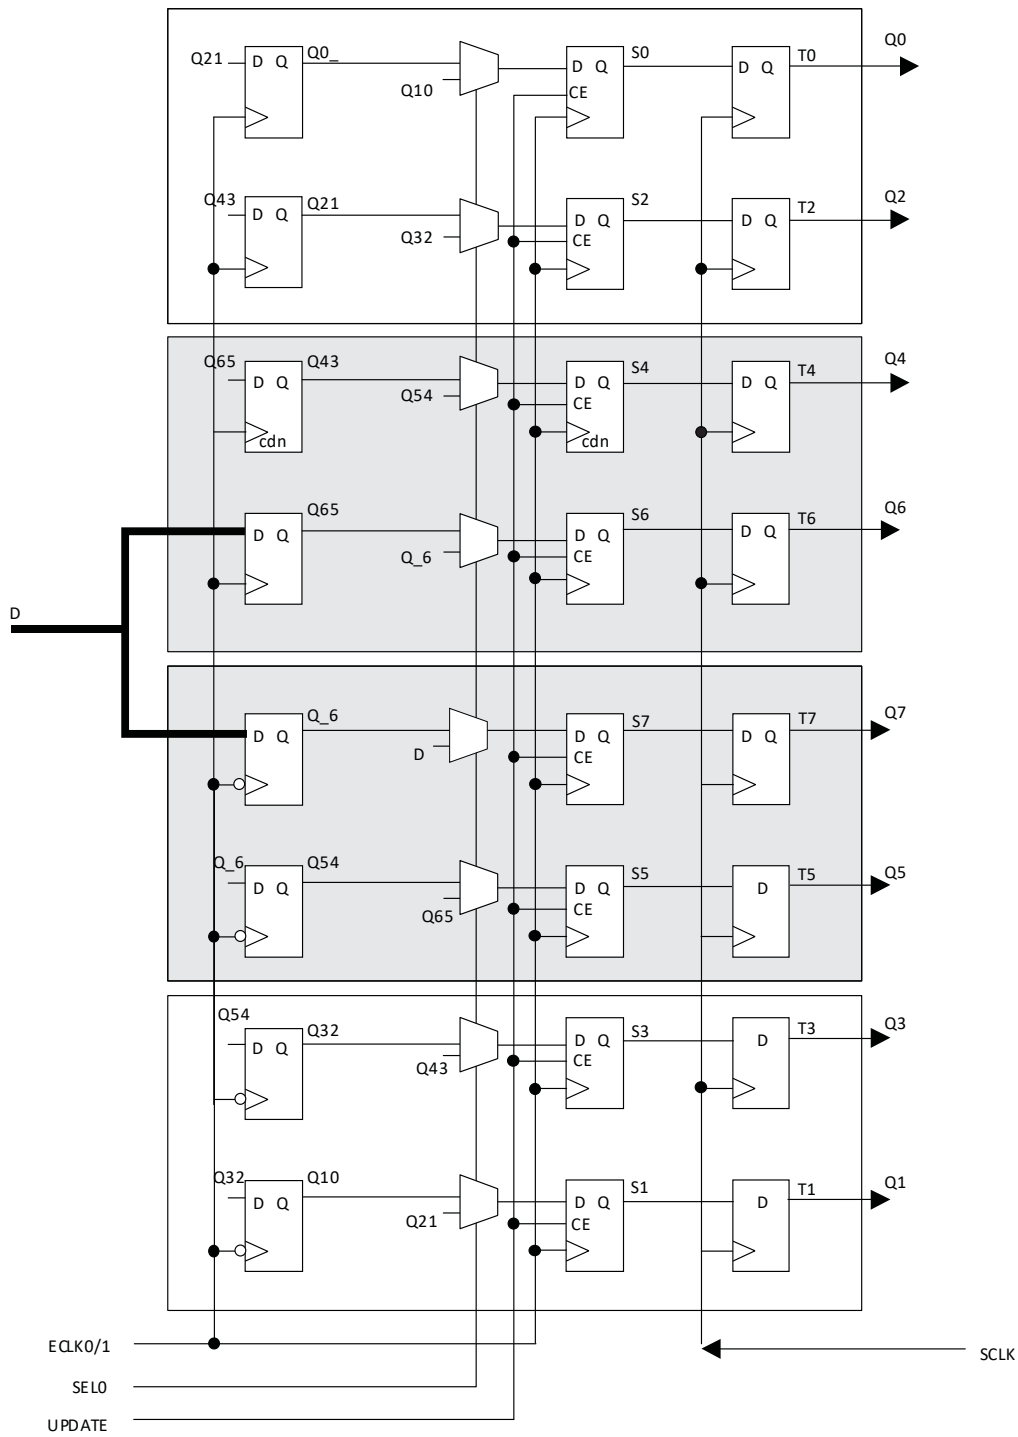 Q21 D Q Q0_ Q10 D Q CE S0 D Q T0 Q0
Q43 D Q Q21 Q32 D Q CE S2 D Q T2 Q2
Q65 D Q cdn Q43 Q54 D Q CE cdn S4 D Q T4 Q4
D Q Q65 Q_6 D Q CE S6 D Q T6 Q6
D
D Q Q_6 D D Q CE S7 D Q T7 Q7
Q_6 D Q Q54 Q65 D Q CE S5 D T5 Q5
Q54 D Q Q32 Q43 D Q CE S3 D T3 Q3
Q32 D Q Q10 Q21 D Q CE S1 D T1 Q1
ECLK0/1
SCLK
SEL0
UPDATE